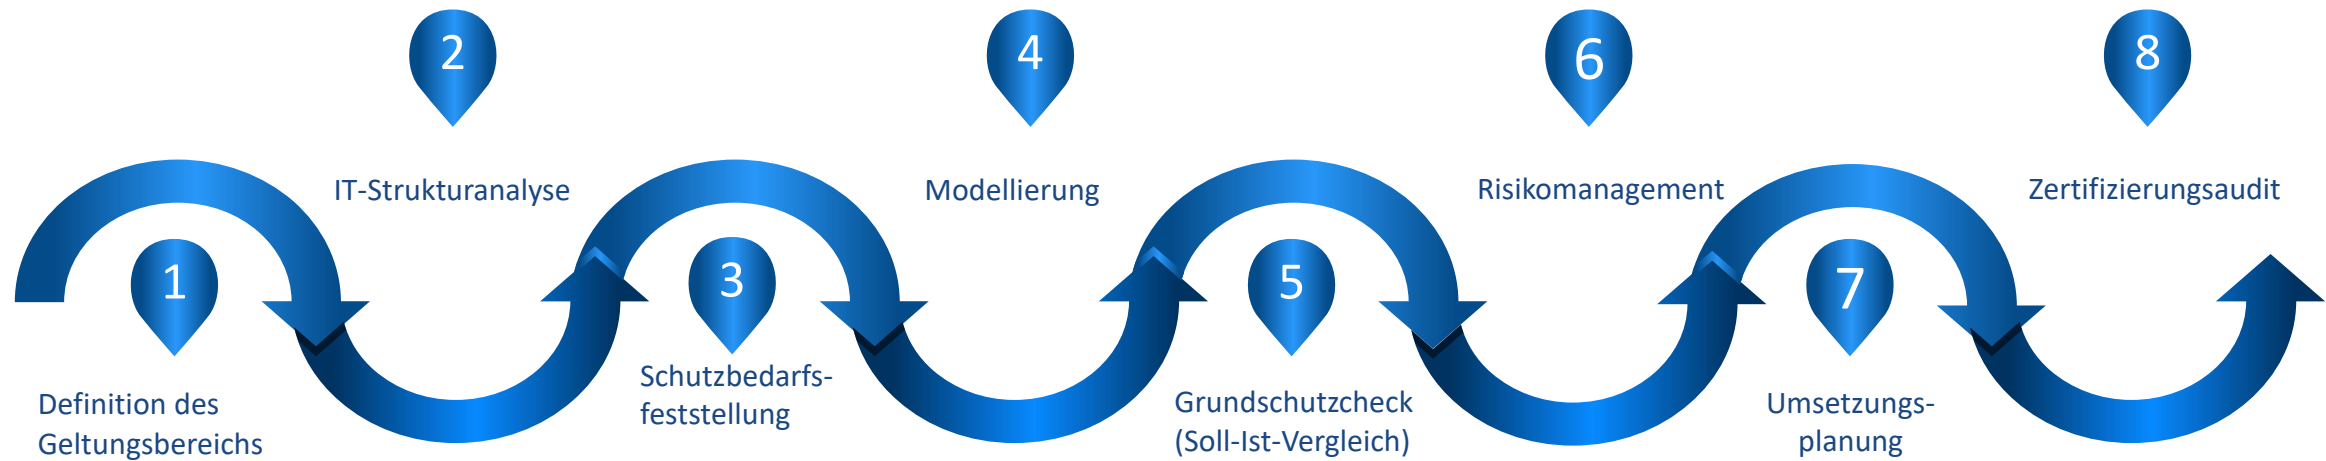 1
Definition des
Geltungsbereichs
2
IT-Strukturanalyse
3
Schutzbedarfs-
feststellung
4
Modellierung
5
Grundschutzcheck
(Soll-Ist-Vergleich)
6
Risikomanagement
7
Umsetzungs-
planung
8
Zertifizierungsaudit